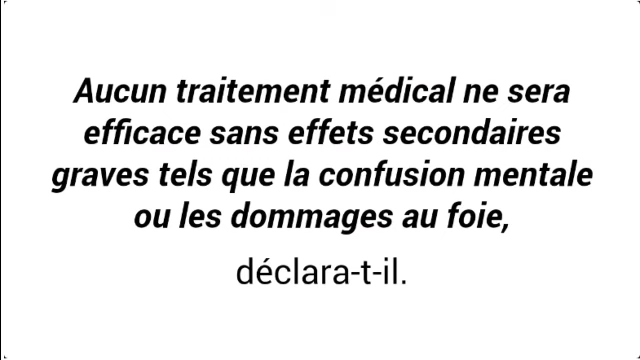 Aucun traitement médical ne sera
efficace sans effets secondaires
graves tels que la confusion mentale
ou les dommages au foie,
déclara-t-il.